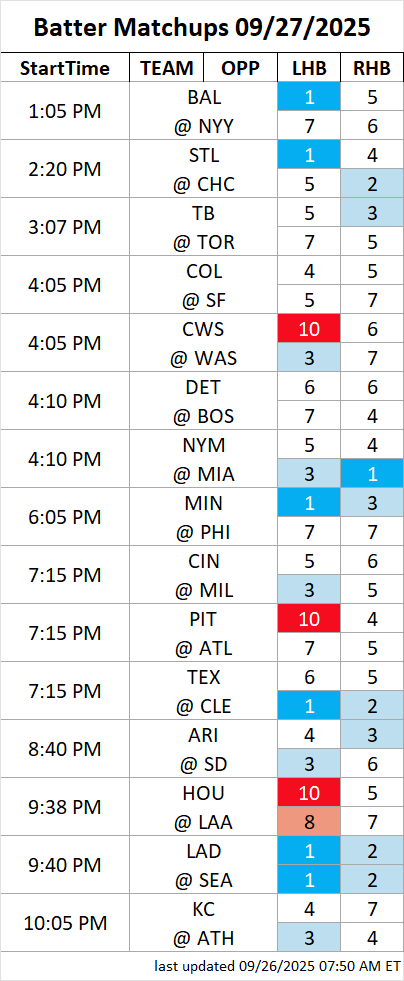 Batter Matchups 09/27/2025
StartTime TEAM OPP LHB RHB
1:05 PM BAL 1 5
@ NYY 7 6
2:20 PM STL 1 4
@ CHC 5 2
3:07 PM TB 5 3
@ TOR 7 5
4:05 PM COL 4 5
@ SF 5 7
4:05 PM CWS 10 6
@ WAS 3 7
4:10 PM DET 6 6
@ BOS 7 4
4:10 PM NYM 5 4
@ MIA 3 1
6:05 PM MIN 1 3
@ PHI 7 7
7:15 PM CIN 5 6
@ MIL 3 5
7:15 PM PIT 10 4
@ ATL 7 5
7:15 PM TEX 6 5
@ CLE 1 2
8:40 PM ARI 4 3
@ SD 3 6
9:38 PM HOU 10 5
@ LAA 8 7
9:40 PM LAD 1 2
@ SEA 1 2
10:05 PM KC 4 7
@ ATH 3 4
last updated 09/26/2025 07:50 AM ET